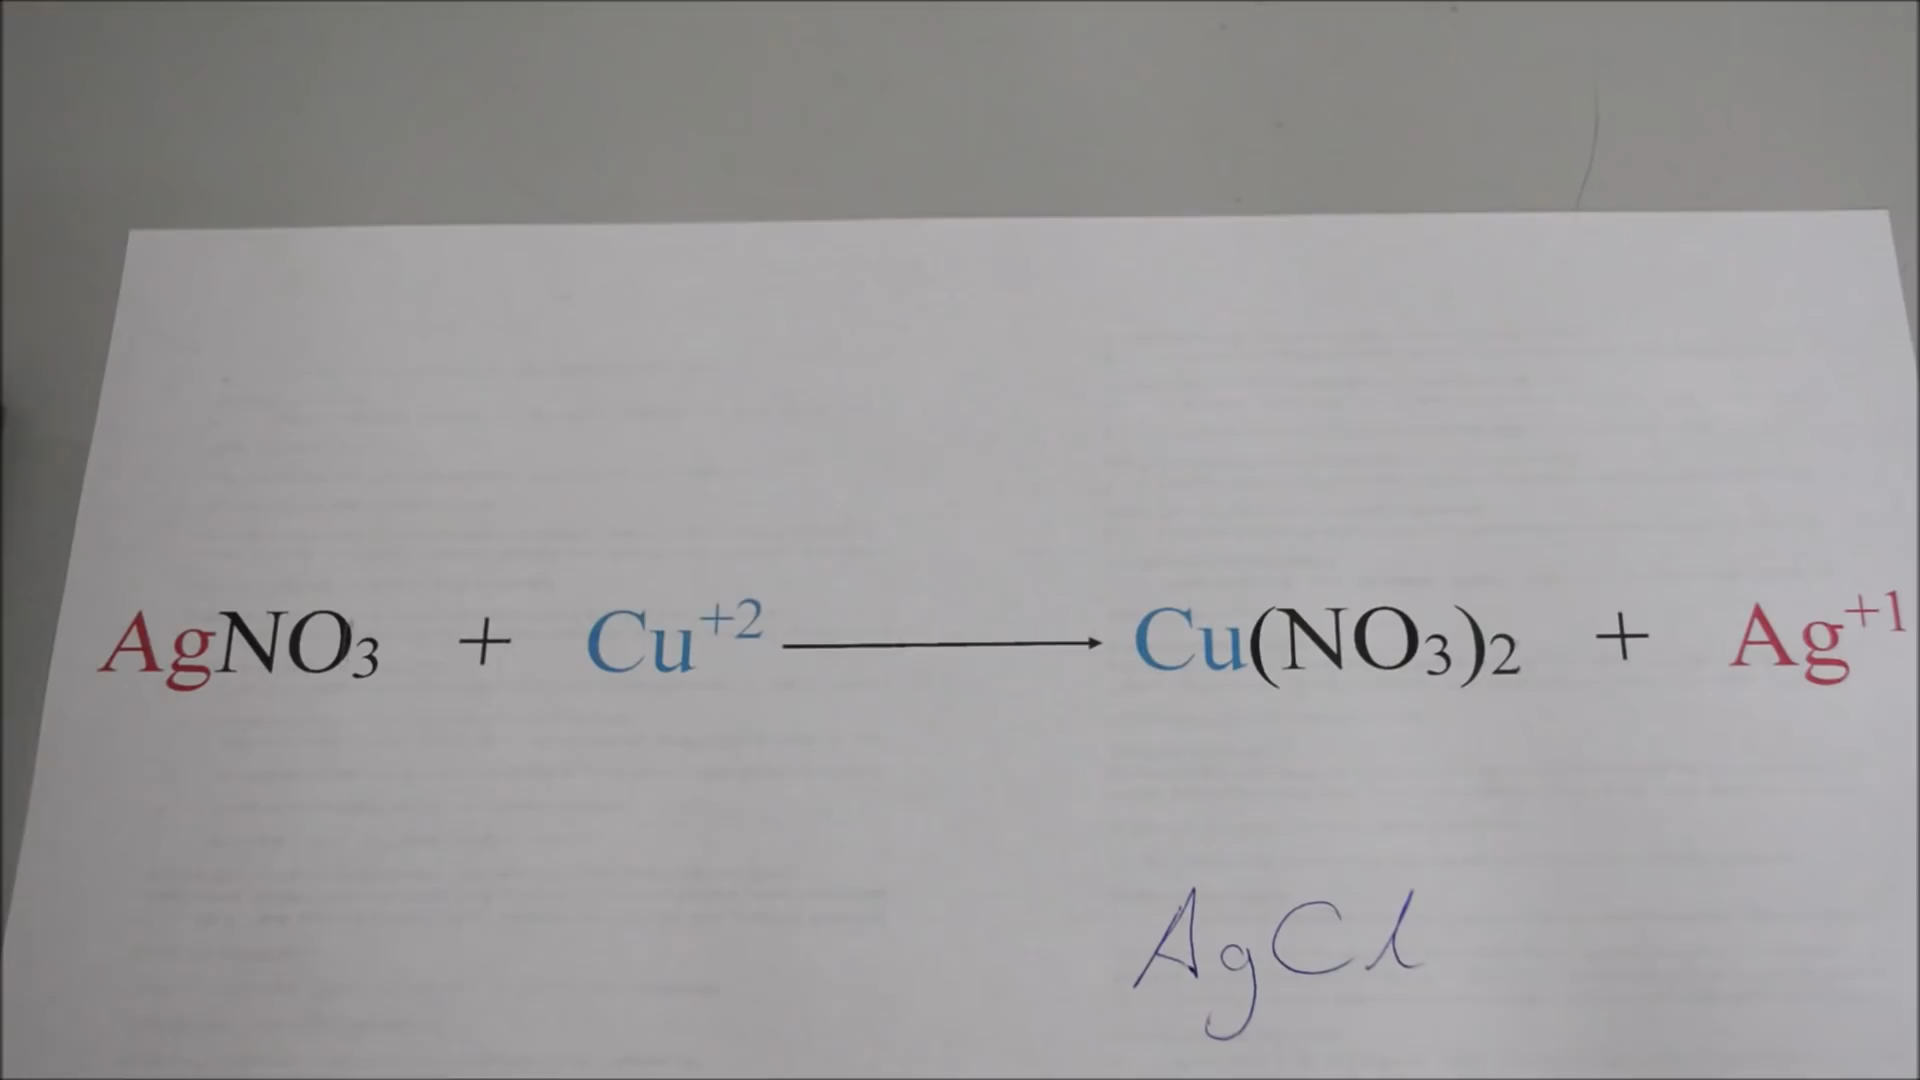 AgNO₃ + Cu⁺² ⟶ Cu(NO₃)₂ + Ag⁺¹
AgCl